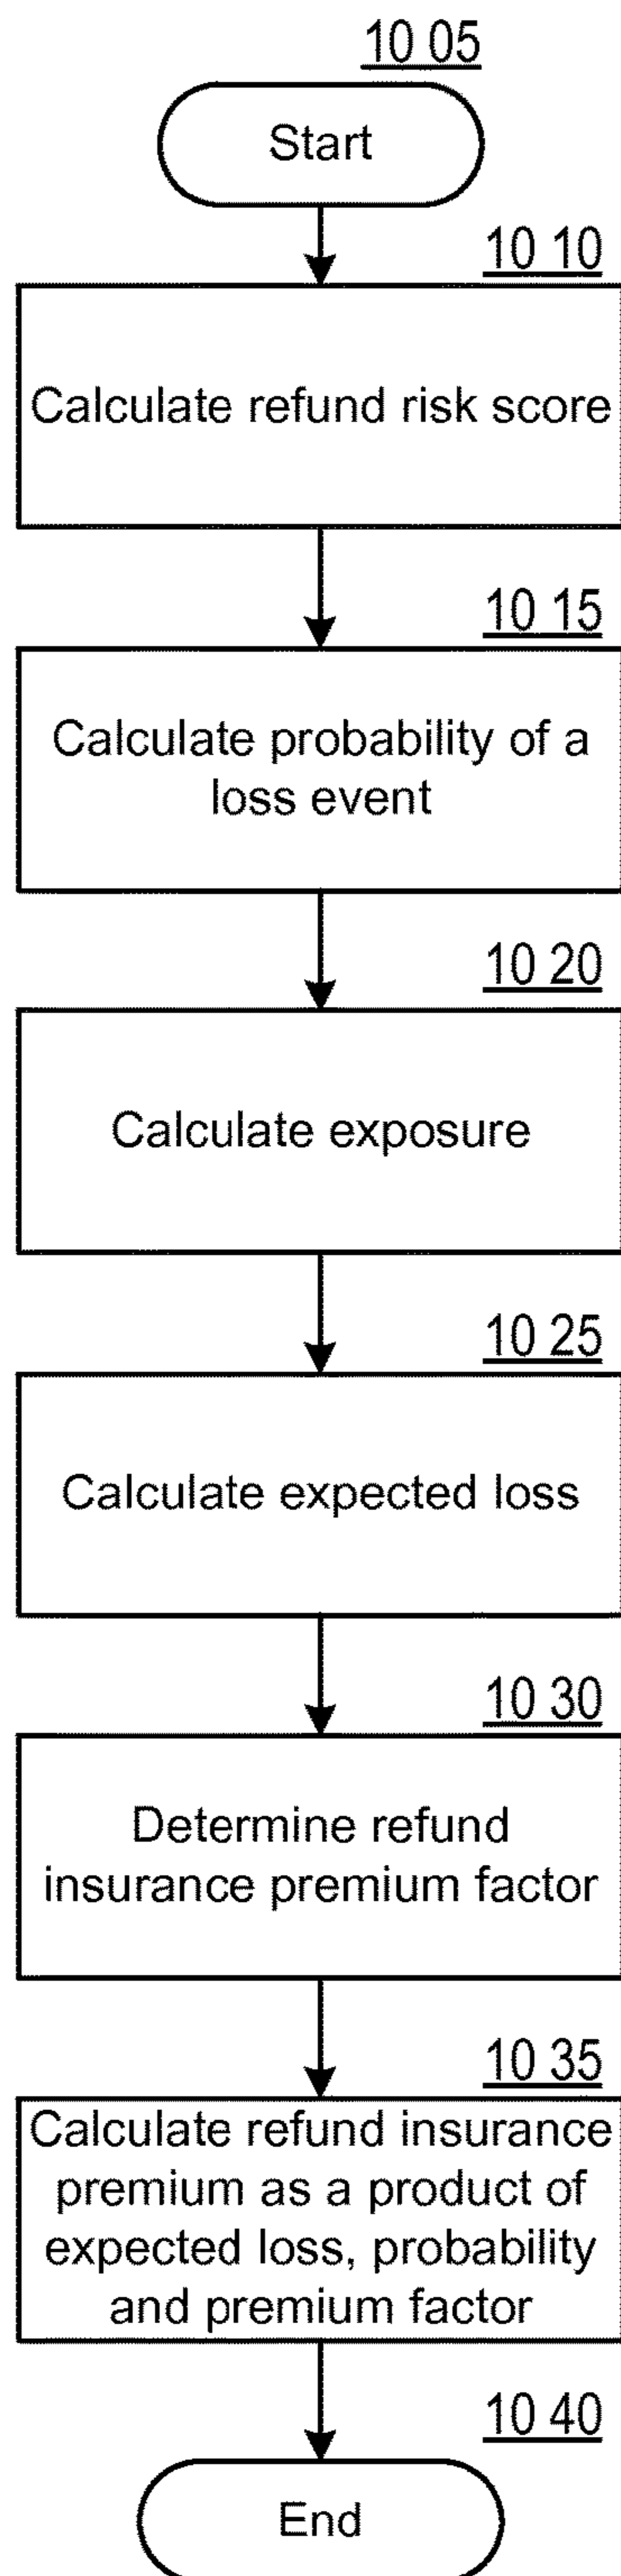 10 05
Start
10 10
Calculate refund risk score
10 15
Calculate probability of a
loss event
10 20
Calculate exposure
10 25
Calculate expected loss
10 30
Determine refund
insurance premium factor
10 35
Calculate refund insurance
premium as a product of
expected loss, probability
and premium factor
10 40
End